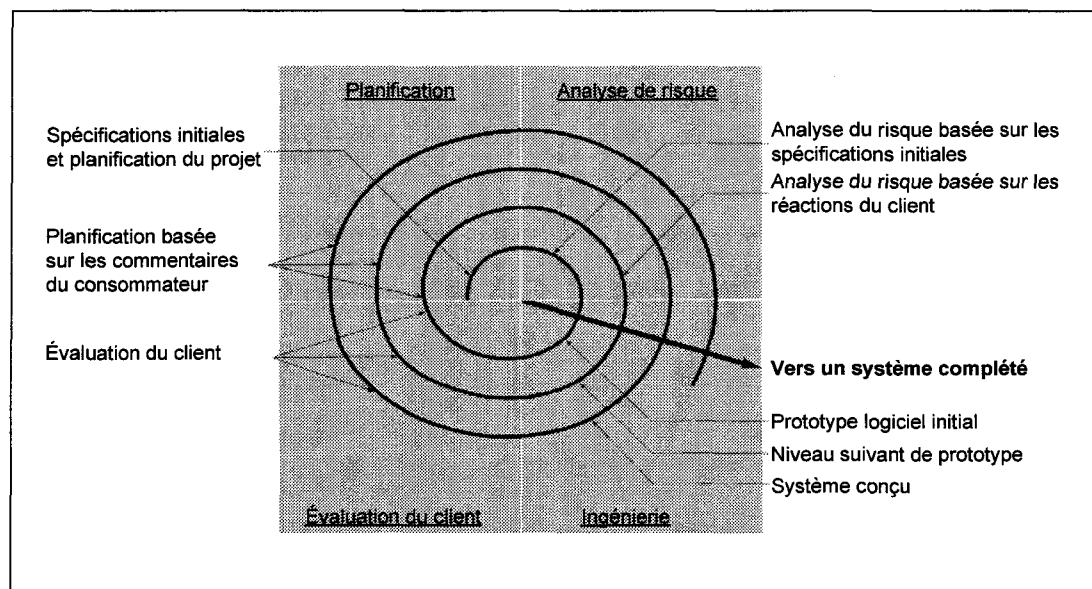 Planification
Analyse de risque
Spécifications initiales
et planification du projet
Analyse du risque basée sur les
spécifications initiales
Analyse du risque basée sur les
réactions du client
Planification basée
sur les commentaires
du consommateur
Évaluation du client
Vers un système complété
Prototype logiciel initial
Niveau suivant de prototype
Système conçu
Évaluation du client
Ingénierie